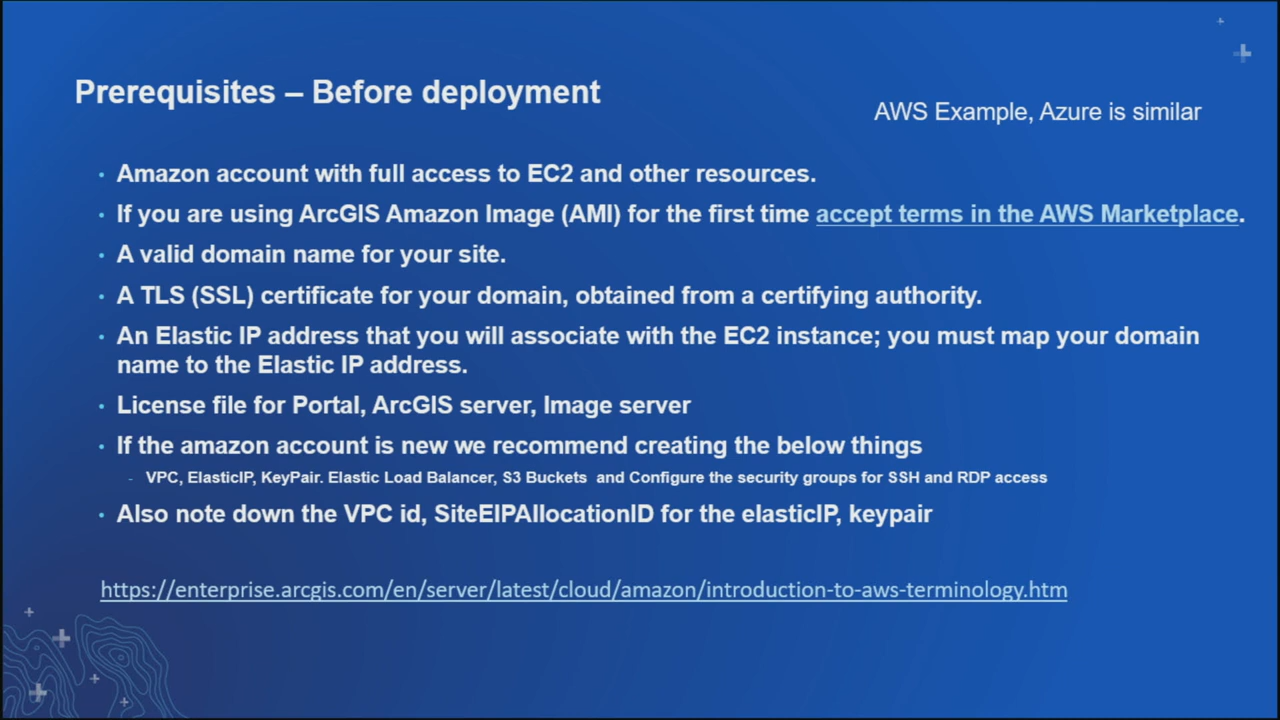 Prerequisites – Before deployment
AWS Example, Azure is similar
• Amazon account with full access to EC2 and other resources.
• If you are using ArcGIS Amazon Image (AMI) for the first time accept terms in the AWS Marketplace.
• A valid domain name for your site.
• A TLS (SSL) certificate for your domain, obtained from a certifying authority.
• An Elastic IP address that you will associate with the EC2 instance; you must map your domain
name to the Elastic IP address.
• License file for Portal, ArcGIS server, Image server
• If the amazon account is new we recommend creating the below things
- VPC, ElasticIP, KeyPair. Elastic Load Balancer, S3 Buckets and Configure the security groups for SSH and RDP access
• Also note down the VPC id, SiteEIPAllocationID for the elasticIP, keypair
https://enterprise.arcgis.com/en/server/latest/cloud/amazon/introduction-to-aws-terminology.htm